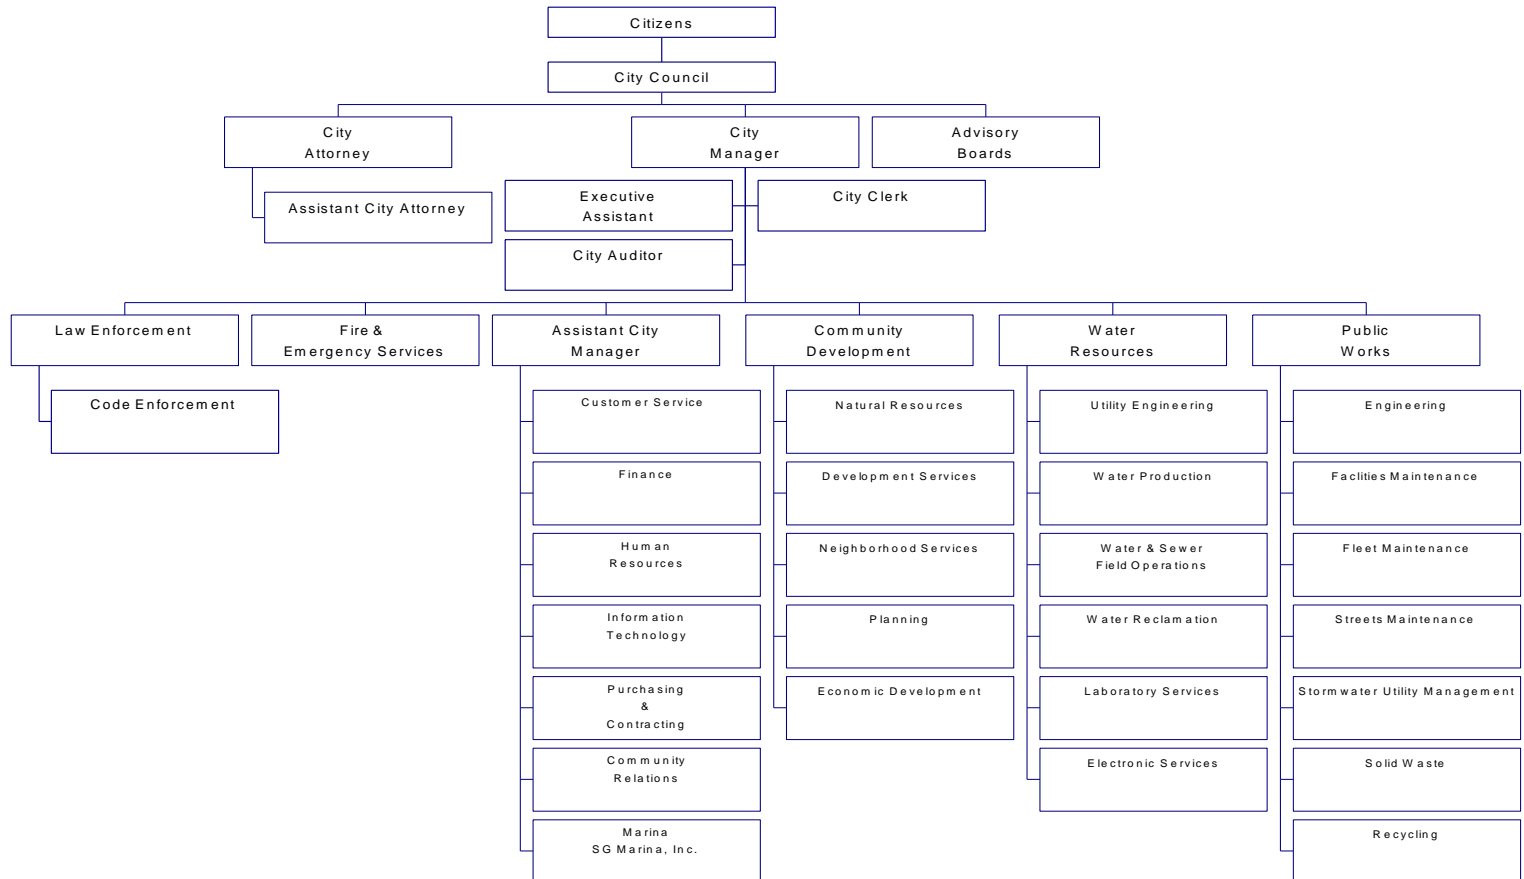 Citizens
City Council
City
Attorney
City
Manager
Advisory
Boards
Assistant City Attorney
Executive
Assistant
City Clerk
City Auditor
Law Enforcement
Fire &
Emergency Services
Assistant City
Manager
Community
Development
Water
Resources
Public
Works
Code Enforcement
Customer Service
Finance
Human
Resources
Information
Technology
Purchasing
&
Contracting
Community
Relations
Marina
SG Marina, Inc.
Natural Resources
Development Services
Neighborhood Services
Planning
Economic Development
Utility Engineering
Water Production
Water & Sewer
Field Operations
Water Reclamation
Laboratory Services
Electronic Services
Engineering
Faclities Maintenance
Fleet Maintenance
Streets Maintenance
Stormwater Utility Management
Solid Waste
Recycling